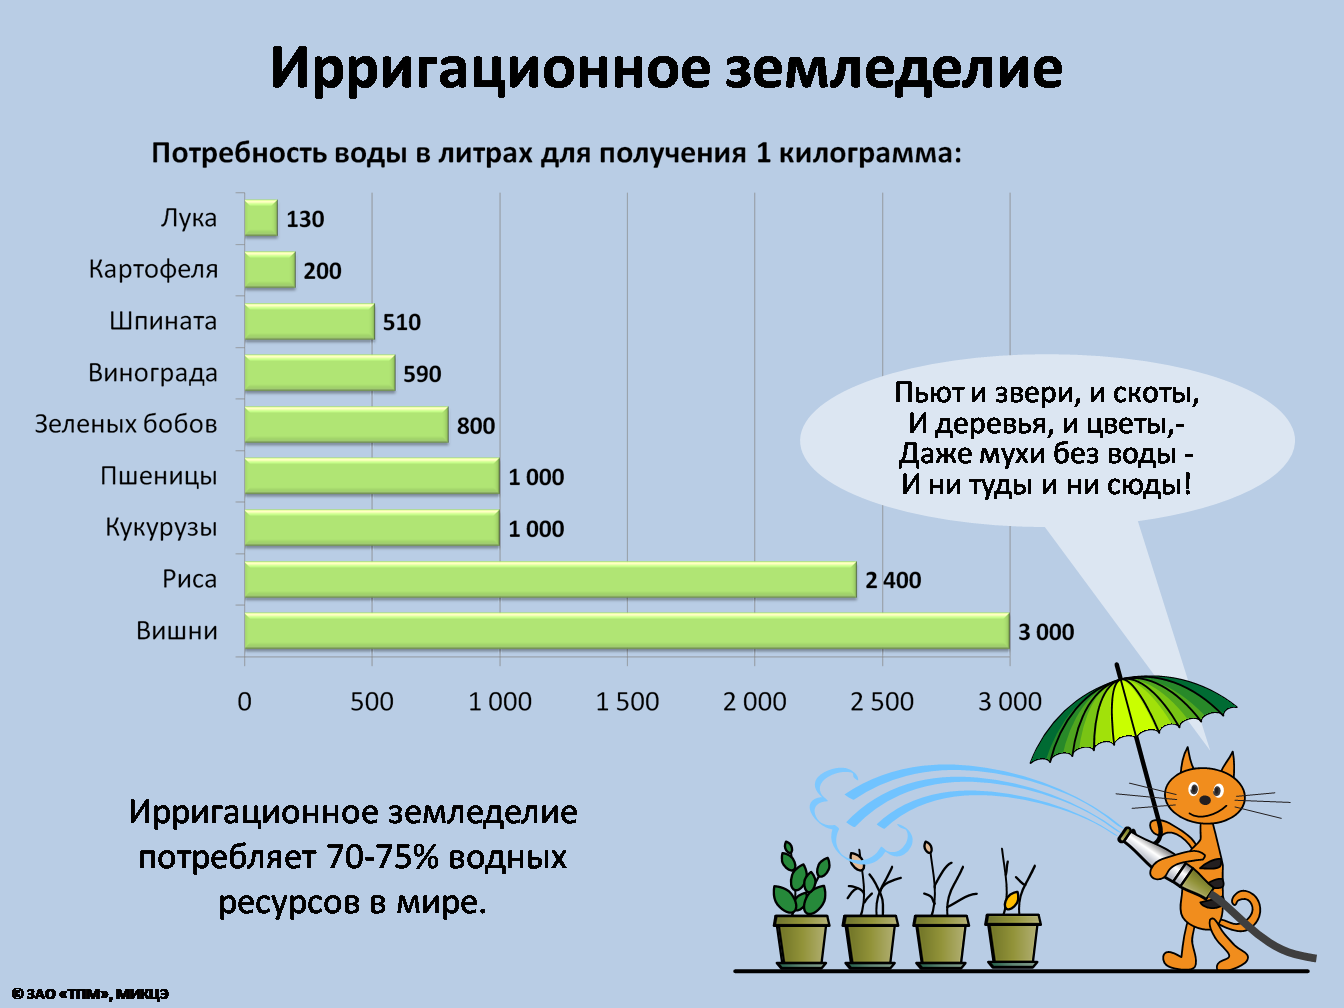 Ирригационное земледелие
Потребность воды в литрах для получения 1 килограмма:
Лука 130
Картофеля 200
Шпината 510
Винограда 590
Зеленых бобов 800
Пшеницы 1 000
Кукурузы 1 000
Риса 2 400
Вишни 3 000
0 500 1 000 1 500 2 000 2 500 3 000
Пьют и звери, и скоты,
И деревья, и цветы,-
Даже мухи без воды -
И ни туды и ни сюды!
Ирригационное земледелие
потребляет 70-75% водных
ресурсов в мире.
© ЗАО «ТПМ», МИКЦЭ